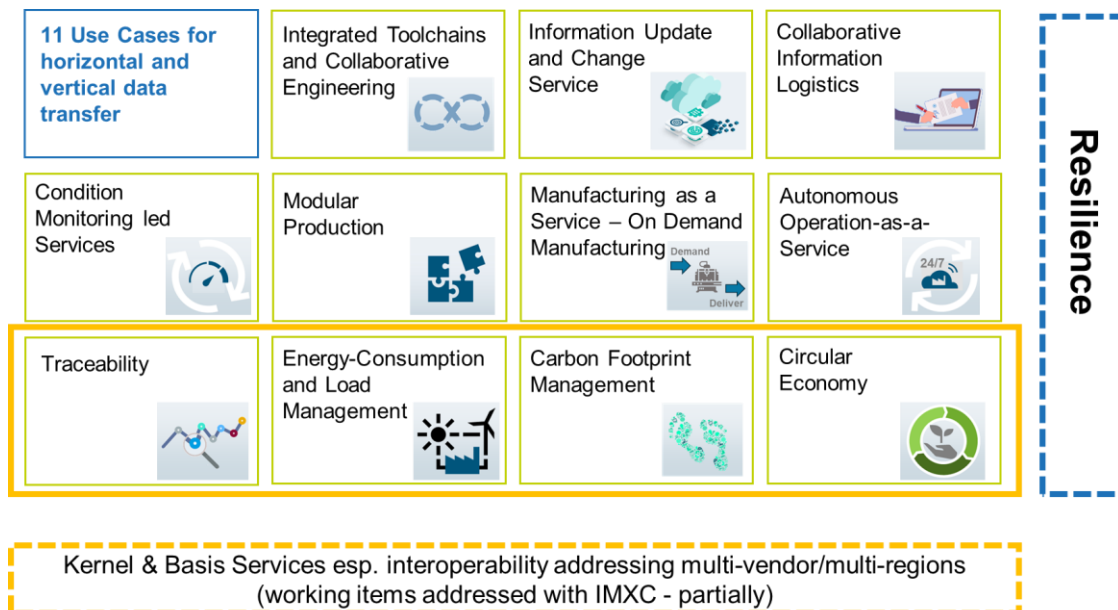 11 Use Cases for
horizontal and
vertical data
transfer
Integrated Toolchains
and Collaborative
Engineering
Information Update
and Change
Service
Collaborative
Information
Logistics
Condition
Monitoring led
Services
Modular
Production
Manufacturing as a
Service – On Demand
Manufacturing
Demand
Deliver
Autonomous
Operation-as-a-
Service
24/7
Traceability
Energy-Consumption
and Load
Management
Carbon Footprint
Management
Circular
Economy
Resilience
Kernel & Basis Services esp. interoperability addressing multi-vendor/multi-regions
(working items addressed with IMXC - partially)